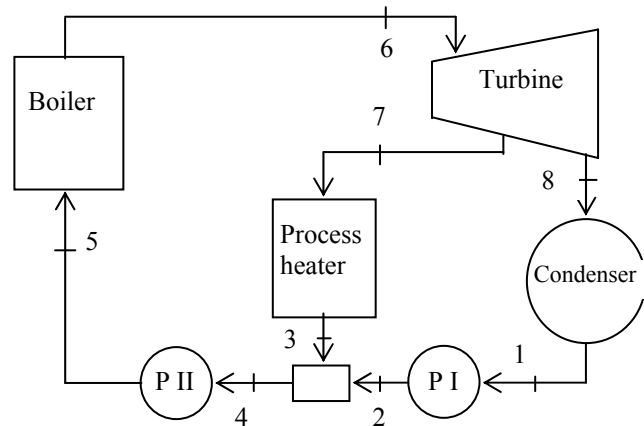 6
Turbine
Boiler
7
8
5
Process
heater
Condenser
3
1
P II
P I
4
2